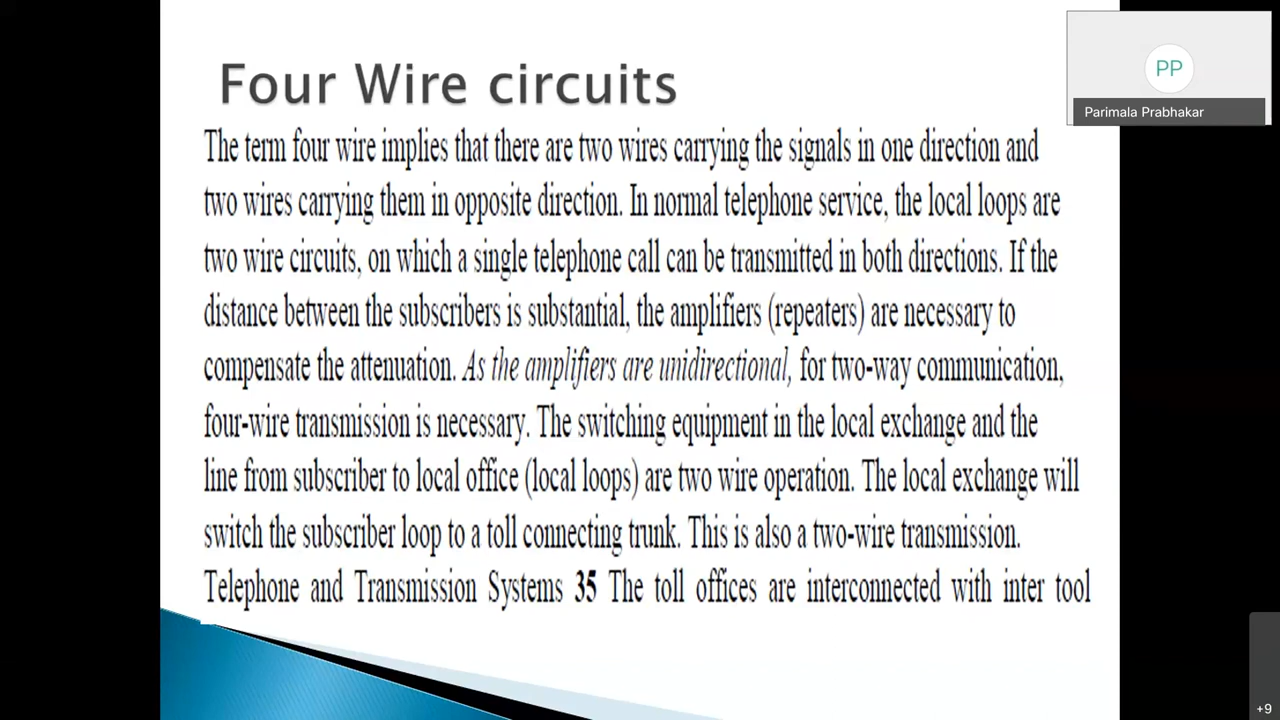 Four Wire circuits
The term four wire implies that there are two wires carrying the signals in one direction and
two wires carrying them in opposite direction. In normal telephone service, the local loops are
two wire circuits, on which a single telephone call can be transmitted in both directions. If the
distance between the subscribers is substantial, the amplifiers (repeaters) are necessary to
compensate the attenuation. As the amplifiers are unidirectional, for two-way communication,
four-wire transmission is necessary. The switching equipment in the local exchange and the
line from subscriber to local office (local loops) are two wire operation. The local exchange will
switch the subscriber loop to a toll connecting trunk. This is also a two-wire transmission.
Telephone and Transmission Systems 35 The toll offices are interconnected with inter tool
PP
Parimala Prabhakar
+9